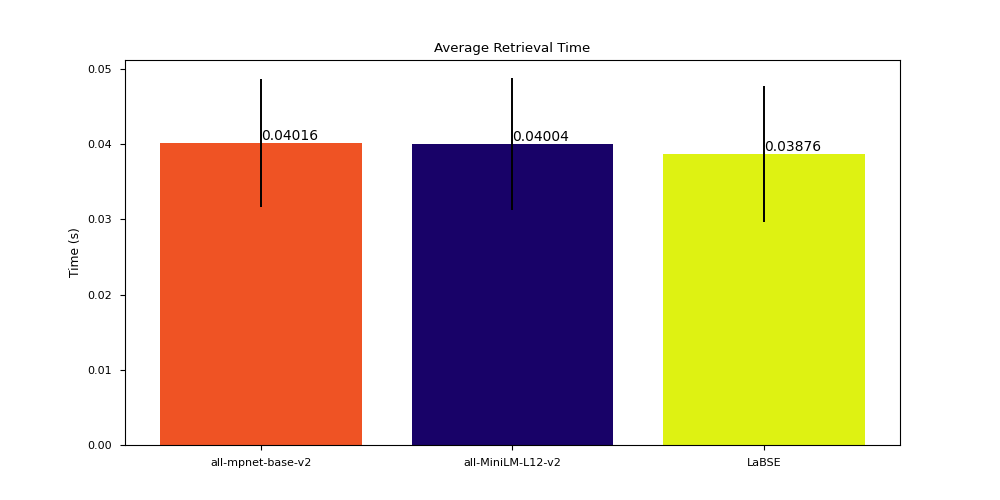 Average Retrieval Time
0.05
0.04
0.03
0.02
0.01
0.00
Time (s)
0.04016
0.04004
0.03876
all-mpnet-base-v2
all-MiniLM-L12-v2
LaBSE